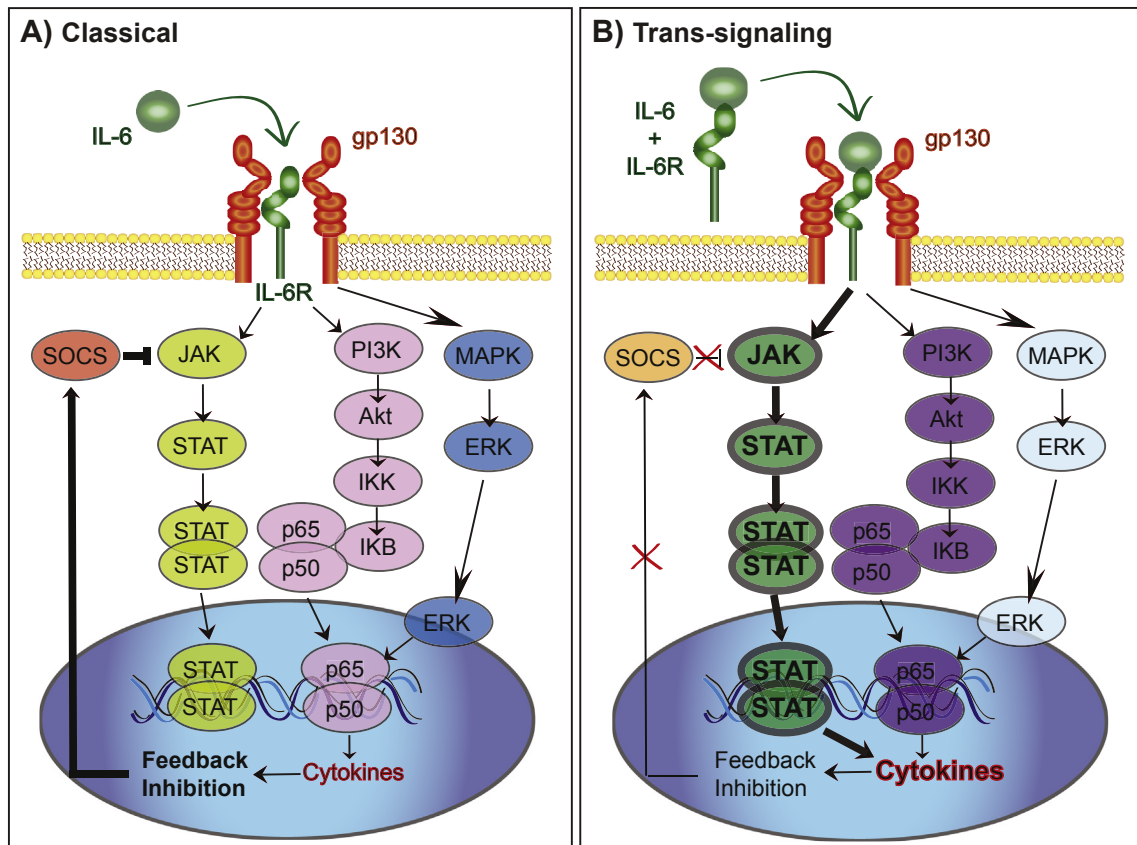 A) Classical
IL-6
gp130
IL-6R
SOCS
JAK
PI3K
MAPK
STAT
Akt
ERK
IKK
STAT
STAT
p65
p50
IKB
ERK
STAT
STAT
p65
p50
Feedback
Inhibition
Cytokines
B) Trans-signaling
IL-6
+
IL-6R
gp130
SOCS
JAK
PI3K
MAPK
STAT
Akt
ERK
IKK
STAT
STAT
p65
p50
IKB
ERK
STAT
STAT
p65
p50
Feedback
Inhibition
Cytokines